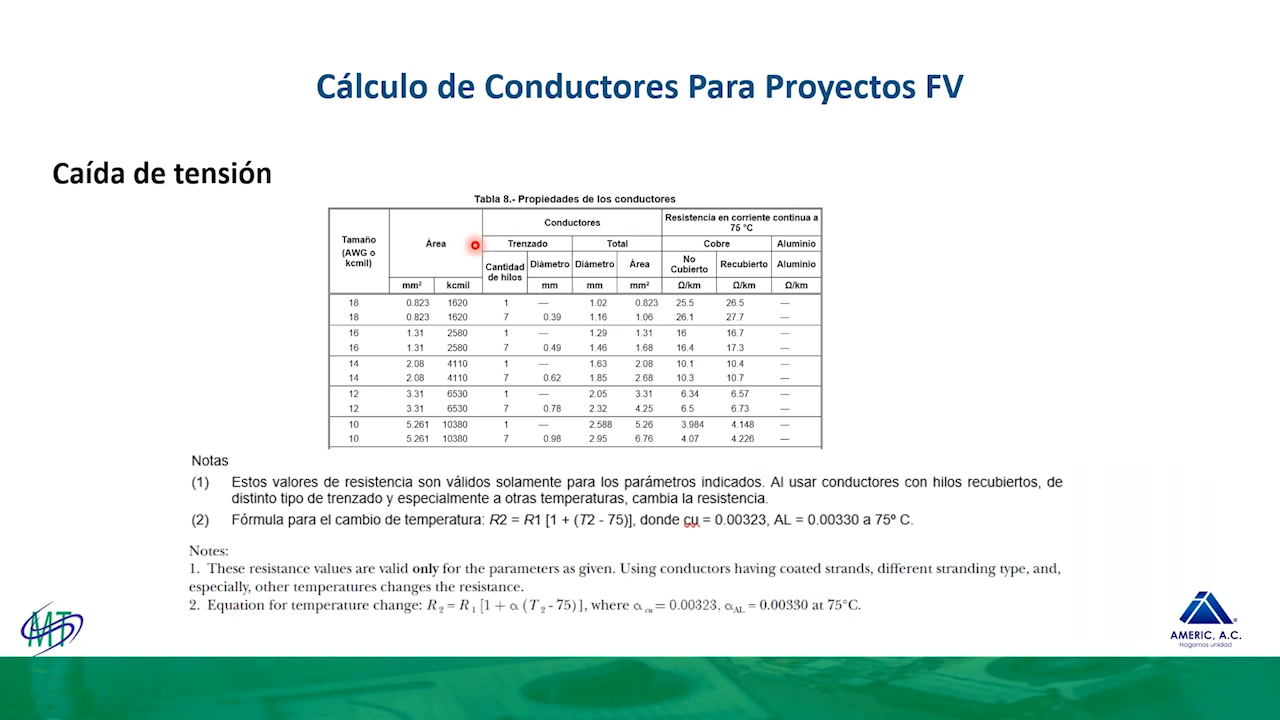 Cálculo de Conductores Para Proyectos FV
Caída de tensión
Tabla 8.- Propiedades de los conductores
Tamaño (AWG o kcmil) Área Conductores Resistencia en corriente continua a 75 °C
Trenzado Total Cobre Aluminio
Cantidad de hilos Diámetro Diámetro Área No Cubierto Recubierto Aluminio
mm² kcmil mm mm mm² Ω/km Ω/km Ω/km
18 0.823 1620 1 — 1.02 0.823 25.5 26.5 —
18 0.823 1620 7 0.39 1.16 1.06 26.1 27.7 —
16 1.31 2580 1 — 1.29 1.31 16 16.7 —
16 1.31 2580 7 0.49 1.46 1.68 16.4 17.3 —
14 2.08 4110 1 — 1.63 2.08 10.1 10.4 —
14 2.08 4110 7 0.62 1.85 2.68 10.3 10.7 —
12 3.31 6530 1 — 2.05 3.31 6.34 6.57 —
12 3.31 6530 7 0.78 2.32 4.25 6.5 6.73 —
10 5.261 10380 1 — 2.588 5.26 3.984 4.148 —
10 5.261 10380 7 0.98 2.95 6.76 4.07 4.226 —
Notas
(1) Estos valores de resistencia son válidos solamente para los parámetros indicados. Al usar conductores con hilos recubiertos, de
distinto tipo de trenzado y especialmente a otras temperaturas, cambia la resistencia.
(2) Fórmula para el cambio de temperatura: R2 = R1 [1 + (T2 - 75)], donde cu = 0.00323, AL = 0.00330 a 75º C.
Notes:
1. These resistance values are valid only for the parameters as given. Using conductors having coated strands, different stranding type, and,
especially, other temperatures changes the resistance.
2. Equation for temperature change: R₂ = R₁ [1 + α (T₂ - 75)], where α cu = 0.00323, αAL = 0.00330 at 75°C.
MT
AMERIC, A.C.
Hagamos unidad